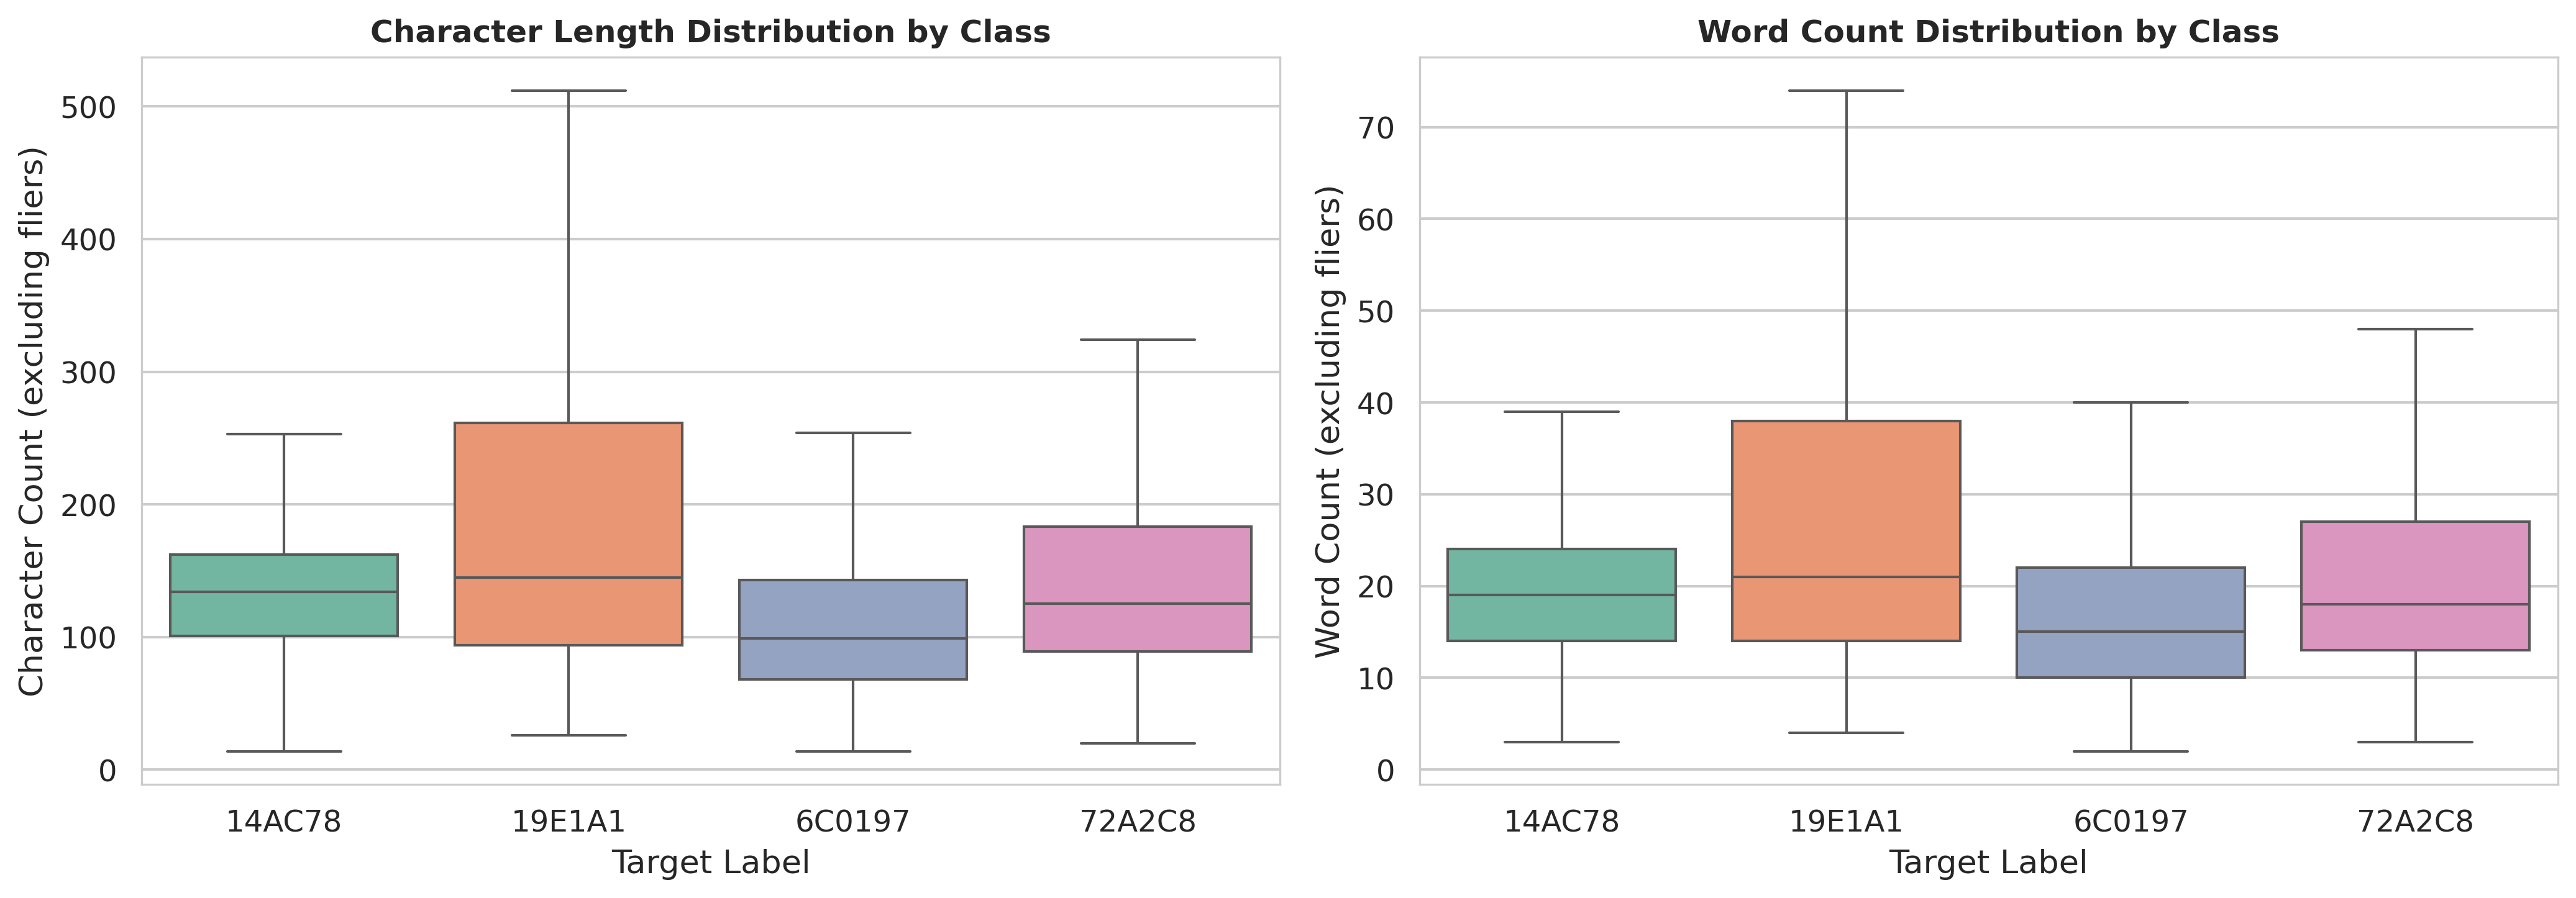 Character Length Distribution by Class
Character Count (excluding fliers)
500
400
300
200
100
0
14AC78 19E1A1 6C0197 72A2C8
Target Label
Word Count Distribution by Class
Word Count (excluding fliers)
70
60
50
40
30
20
10
0
14AC78 19E1A1 6C0197 72A2C8
Target Label